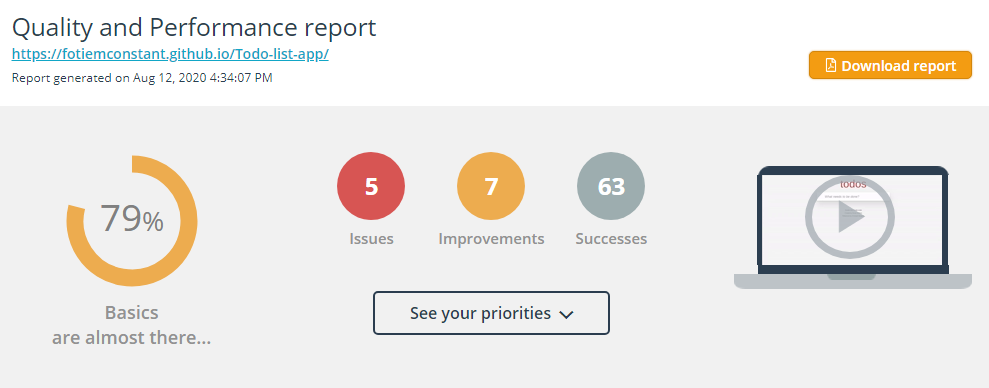 Quality and Performance report
https://fotiemconstant.github.io/Todo-list-app/
Report generated on Aug 12, 2020 4:34:07 PM
Download report
79%
Basics
are almost there...
5
Issues
7
Improvements
63
Successes
See your priorities
todos